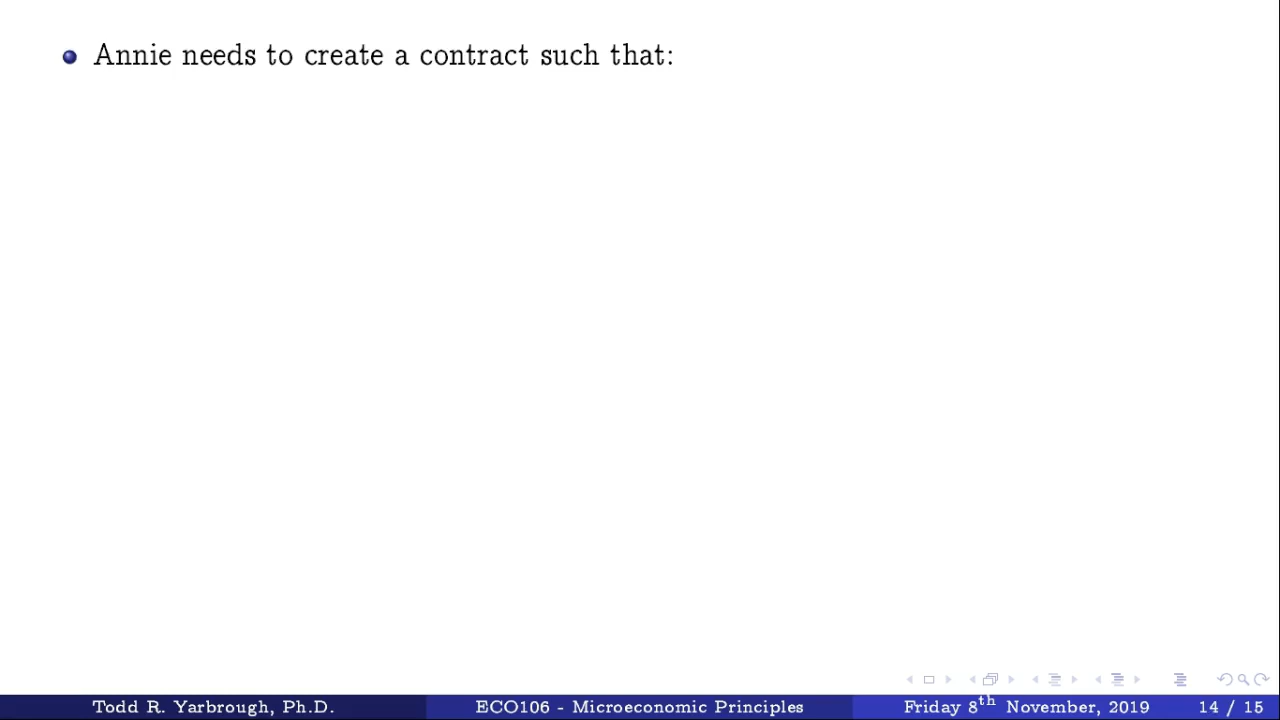 Annie needs to create a contract such that:
Todd R. Yarbrough, Ph.D. ECO106 - Microeconomic Principles Friday 8th November, 2019 14 / 15